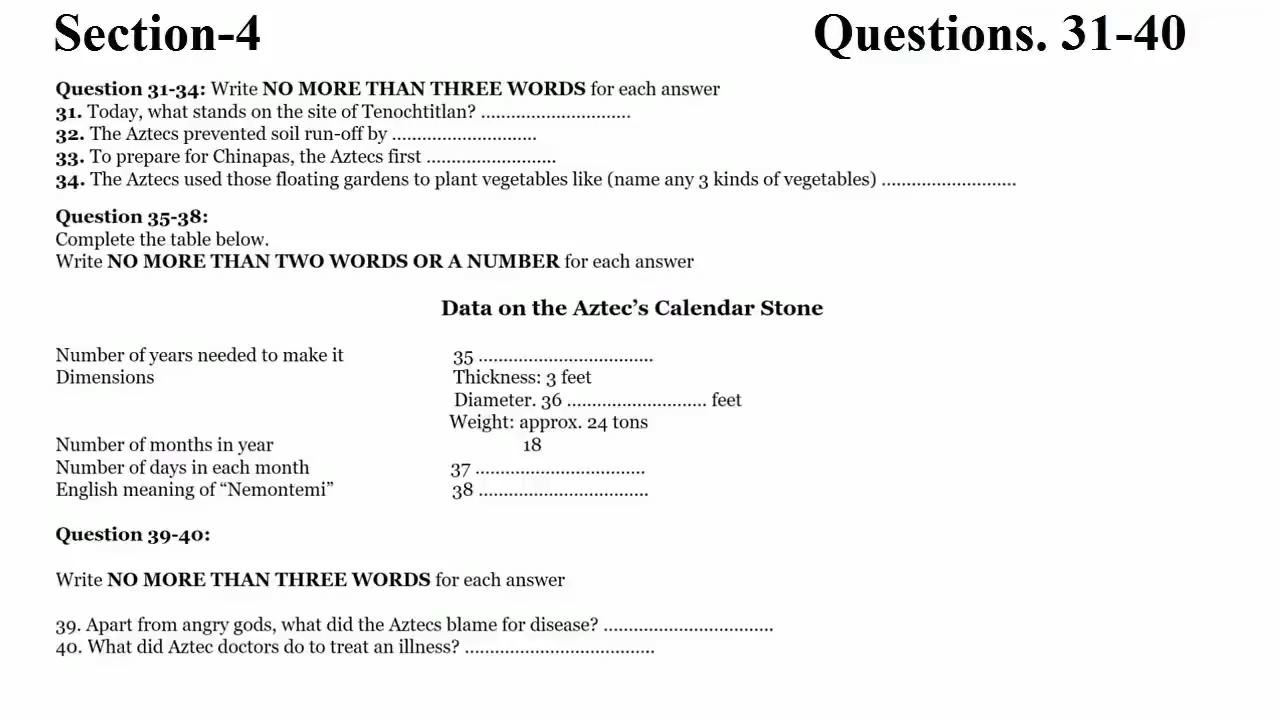 Section-4 Questions. 31-40
Question 31-34: Write NO MORE THAN THREE WORDS for each answer
31. Today, what stands on the site of Tenochtitlan? ..............................
32. The Aztecs prevented soil run-off by .............................
33. To prepare for Chinapas, the Aztecs first ..........................
34. The Aztecs used those floating gardens to plant vegetables like (name any 3 kinds of vegetables) ...........................
Question 35-38:
Complete the table below.
Write NO MORE THAN TWO WORDS OR A NUMBER for each answer
Data on the Aztec's Calendar Stone
Number of years needed to make it 35 ...................................
Dimensions Thickness: 3 feet
Diameter. 36 ............................ feet
Weight: approx. 24 tons
Number of months in year 18
Number of days in each month 37 ..................................
English meaning of “Nemontemi” 38 ..................................
Question 39-40:
Write NO MORE THAN THREE WORDS for each answer
39. Apart from angry gods, what did the Aztecs blame for disease? ..................................
40. What did Aztec doctors do to treat an illness? ......................................